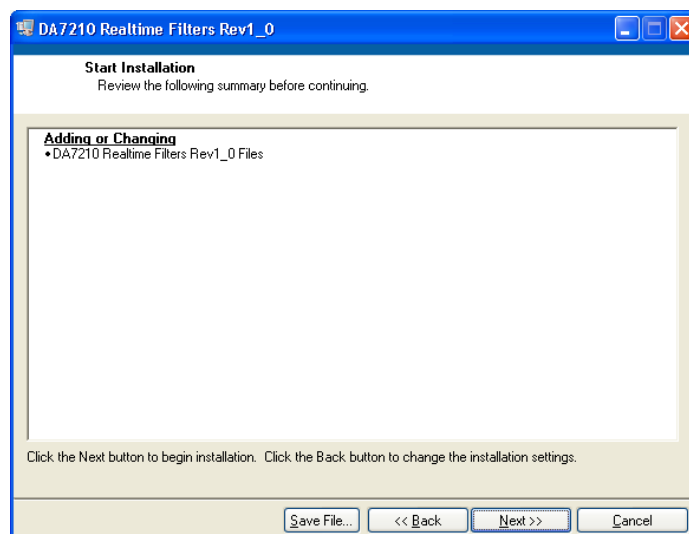 DA7210 Realtime Filters Rev1_0
Start Installation
Review the following summary before continuing.
Adding or Changing
•DA7210 Realtime Filters Rev1_0 Files
Click the Next button to begin installation.  Click the Back button to change the installation settings.
Save File... << Back Next >> Cancel